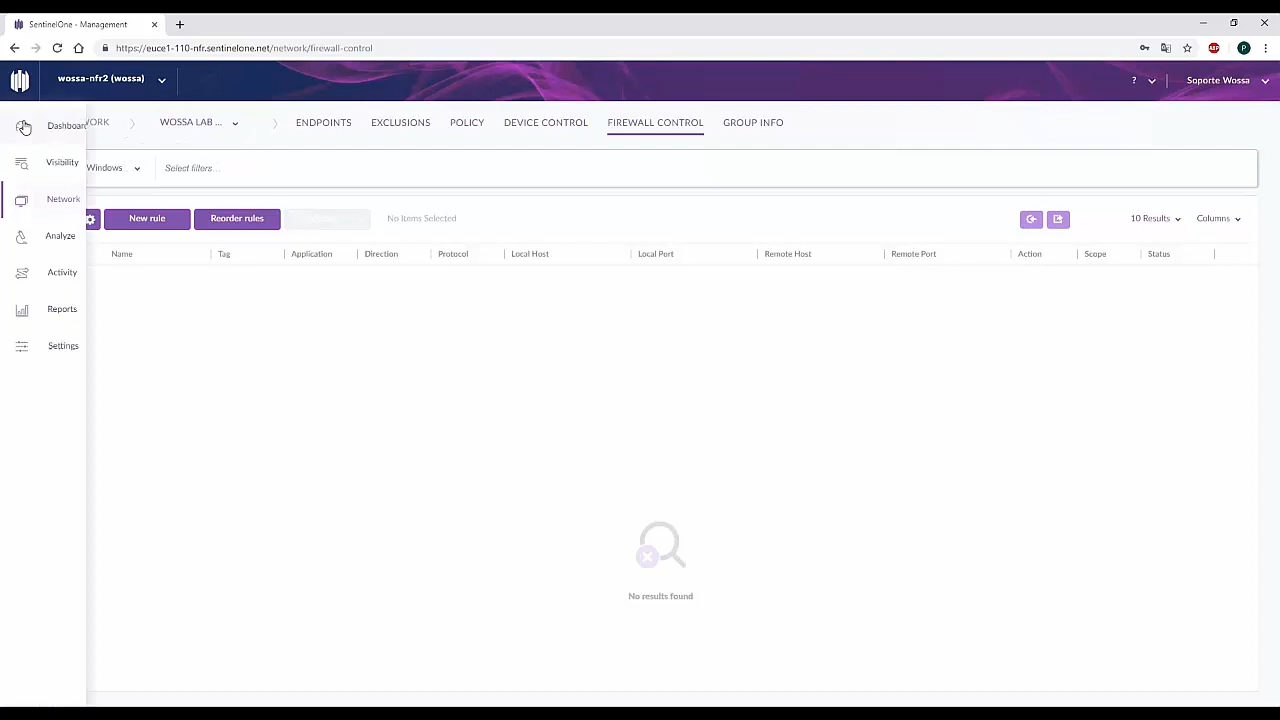 SentinelOne - Management
https://euce1-110-nfr.sentinelone.net/network/firewall-control
ABP
P
wossa-nfr2 (wossa)
?
Soporte Wossa
Dashboar
WORK
WOSSA LAB ...
ENDPOINTS
EXCLUSIONS
POLICY
DEVICE CONTROL
FIREWALL CONTROL
GROUP INFO
Visibility
Windows
Select filters...
Network
New rule
Reorder rules
No Items Selected
10 Results
Columns
Analyze
Name
Tag
Application
Direction
Protocol
Local Host
Local Port
Remote Host
Remote Port
Action
Scope
Status
Activity
Reports
Settings
No results found